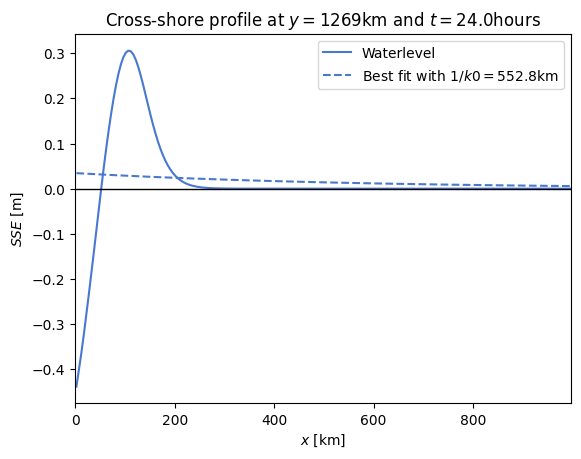 Cross-shore profile at y = 1269km and t = 24.0hours
Waterlevel
Best fit with 1/k0 = 552.8km
0.3
0.2
0.1
0.0
−0.1
−0.2
−0.3
−0.4
SSE [m]
0 200 400 600 800
x [km]